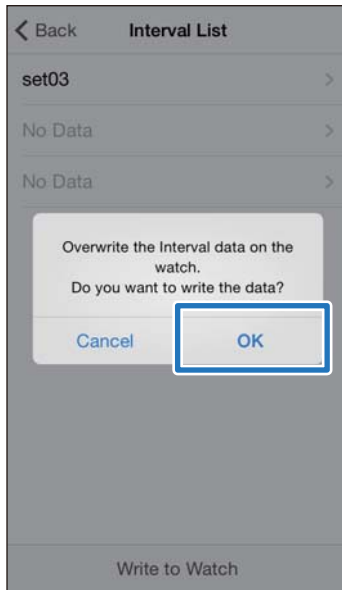 Back Interval List
set03
No Data
No Data
Overwrite the Interval data on the
watch.
Do you want to write the data?
Cancel OK
Write to Watch